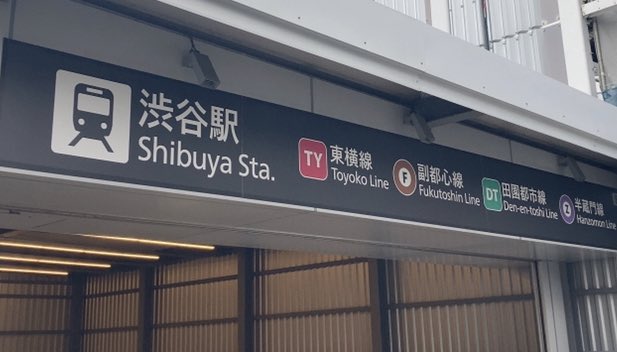 渋谷駅
Shibuya Sta.
TY
東横線
Toyoko Line
F
副都心線
Fukutoshin Line
DT
田園都市線
Den-en-toshi Line
Z
半蔵門線
Hanzomon Line